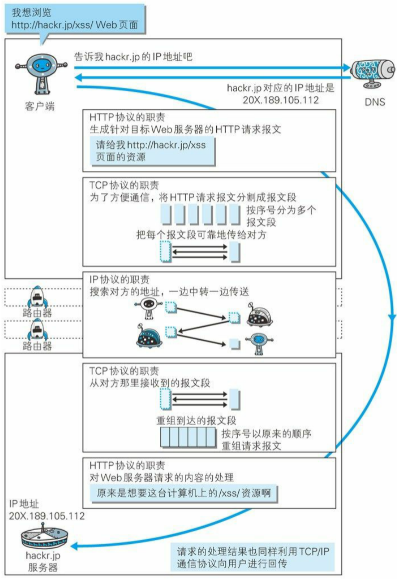 我想浏览
http://hackr.jp/xss/ Web页面
告诉我hackr.jp的IP地址吧
hackr.jp对应的IP地址是
20X.189.105.112
客户端
DNS
HTTP协议的职责
生成针对目标Web服务器的HTTP请求报文
请给我http://hackr.jp/xss
页面的资源
TCP协议的职责
为了方便通信，将HTTP请求报文分割成报文段
按序号分为多个
报文段
把每个报文段可靠地传给对方
IP协议的职责
搜索对方的地址，一边中转一边传送
路由器
路由器
TCP协议的职责
从对方那里接收到的报文段
重组到达的报文段
按序号以原来的顺序
重组请求报文
HTTP协议的职责
对Web服务器请求的内容的处理
原来是想要这台计算机上的/xss/资源啊
IP地址
20X.189.105.112
hackr.jp
服务器
请求的处理结果也同样利用TCP/IP
通信协议向用户进行回传